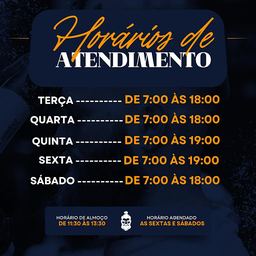 Horários de
ATENDIMENTO
TERÇA ---------- DE 7:00 ÀS 18:00
QUARTA ---------- DE 7:00 ÀS 18:00
QUINTA ---------- DE 7:00 ÀS 19:00
SEXTA ---------- DE 7:00 ÀS 19:00
SÁBADO ---------- DE 7:00 ÀS 18:00
HORÁRIO DE ALMOÇO
DE 11:30 ÀS 13:30
HORÁRIO AGENDADO
AS SEXTAS E SÁBADOS